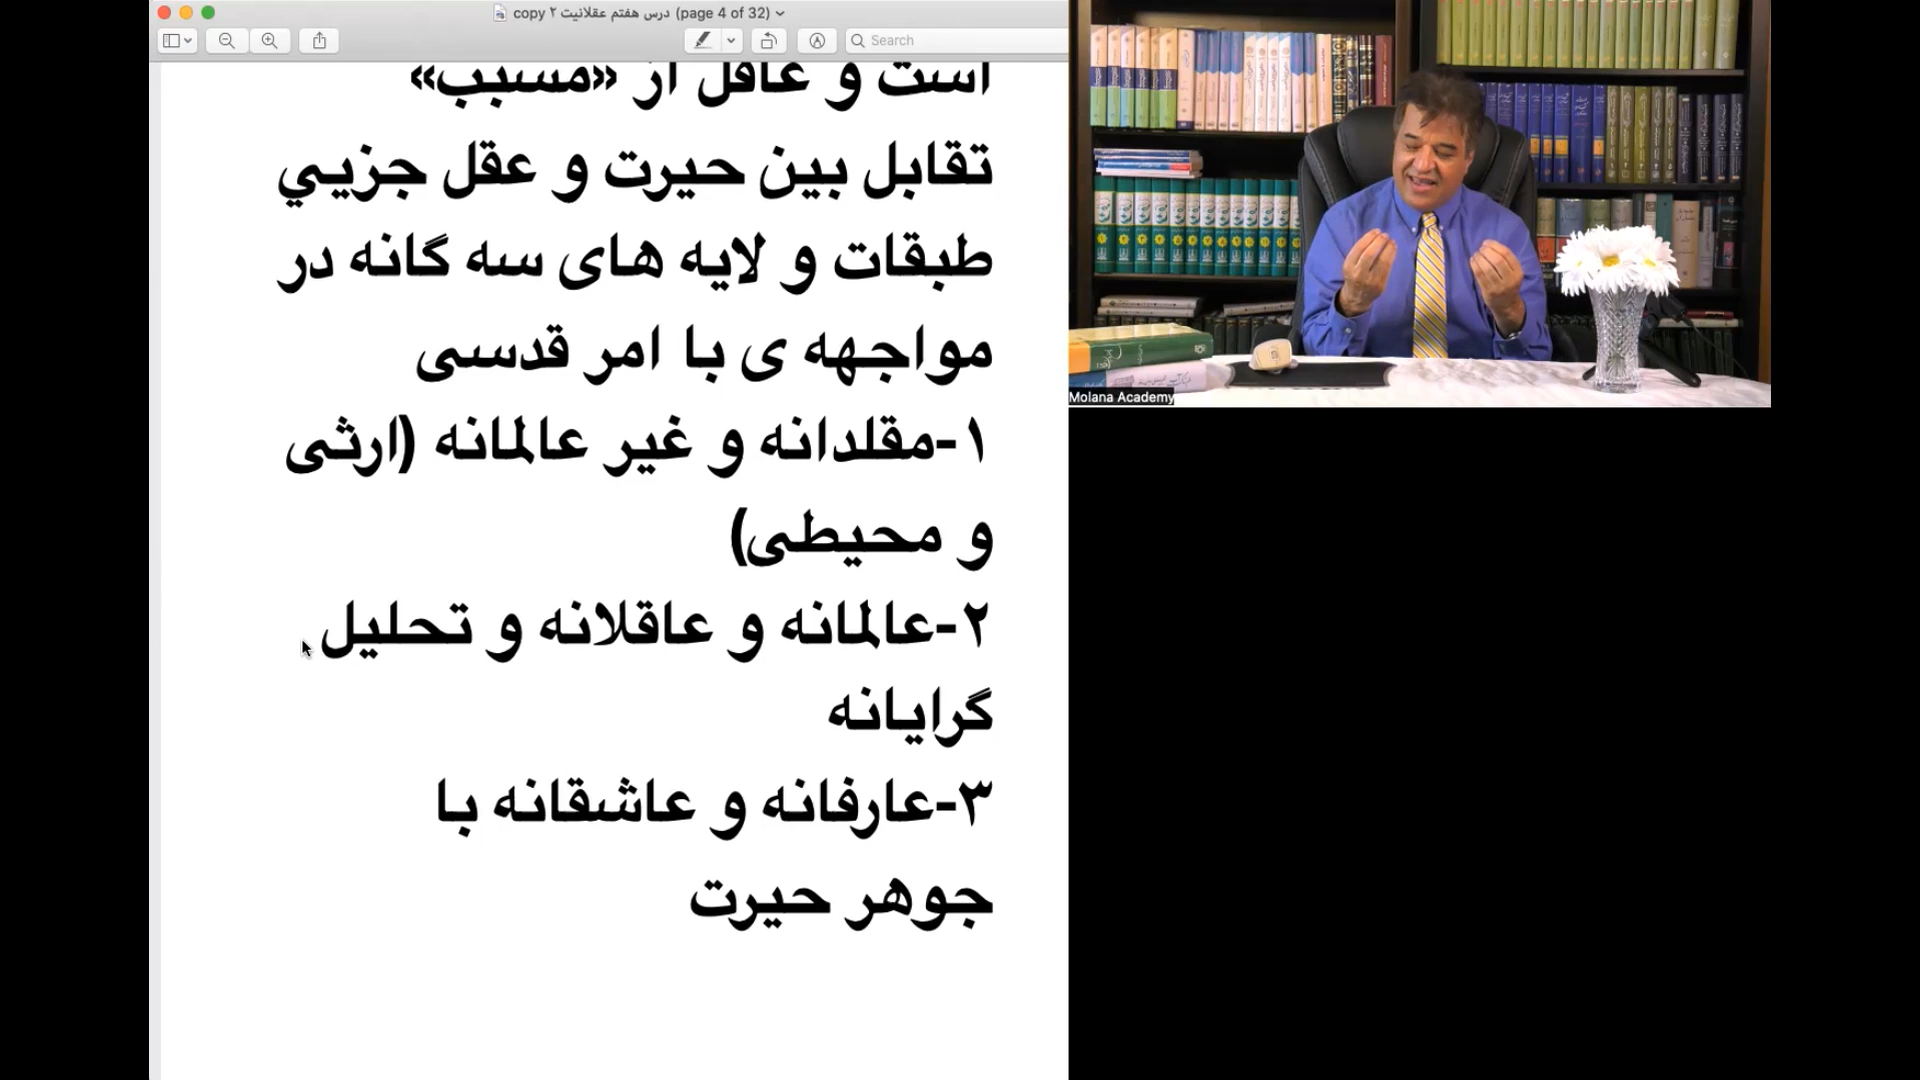 درس هفتم عقلانیت ۲ copy (page 4 of 32)
Search
است و غافل از «مسبب»
تقابل بین حیرت و عقل جزیي
طبقات و لایه های سه گانه در
مواجهه ی با امر قدسی
۱-مقلدانه و غیر عالمانه (ارثی
و محیطی)
۲-عالمانه و عاقلانه و تحلیل
گرایانه
۳-عارفانه و عاشقانه با
جوهر حیرت
Molana Academy